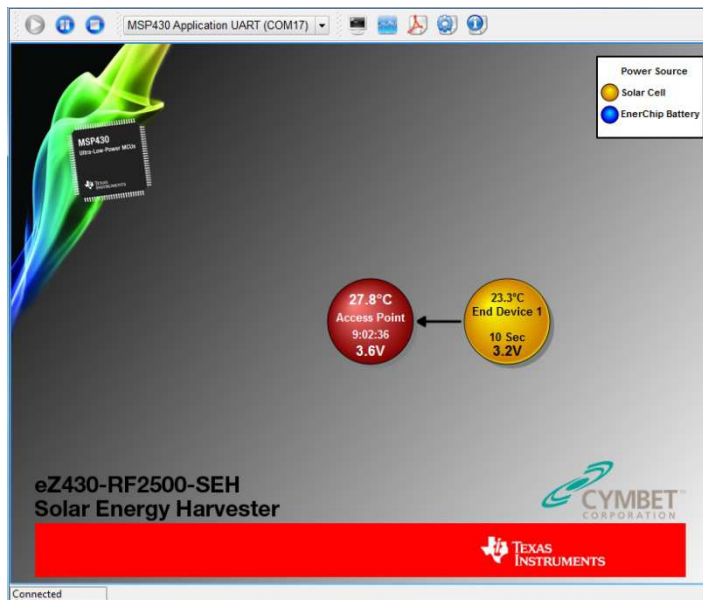 MSP430 Application UART (COM17)
Power Source
Solar Cell
EnerChip Battery
MSP430
Ultra-Low-Power MCUs
TEXAS
INSTRUMENTS
27.8°C
Access Point
9:02:36
3.6V
23.3°C
End Device 1
10 Sec
3.2V
eZ430-RF2500-SEH
Solar Energy Harvester
CYMBET™
CORPORATION
TEXAS
INSTRUMENTS
Connected